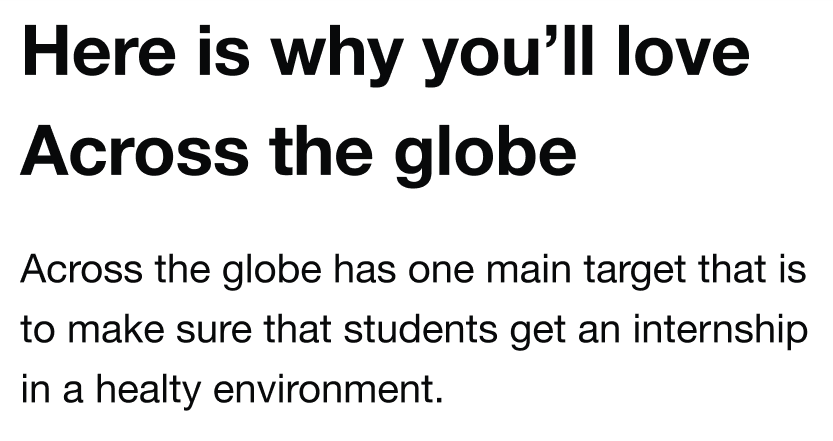 Here is why you’ll love
Across the globe
Across the globe has one main target that is
to make sure that students get an internship
in a healty environment.